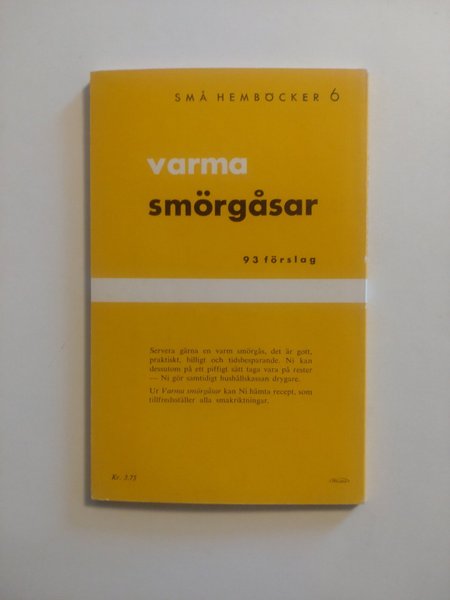 SMÅ HEMBÖCKER 6
varma
smörgåsar
93 förslag
Servera gärna en varm smörgås, det är gott,
praktiskt, billigt och tidsbesparande. Ni kan
dessutom på ett piffigt sätt taga vara på rester
— Ni gör samtidigt hushållskassan drygare.
Ur Varma smörgåsar kan Ni hämta recept, som
tillfredsställer alla smakriktningar.
Kr. 3:75